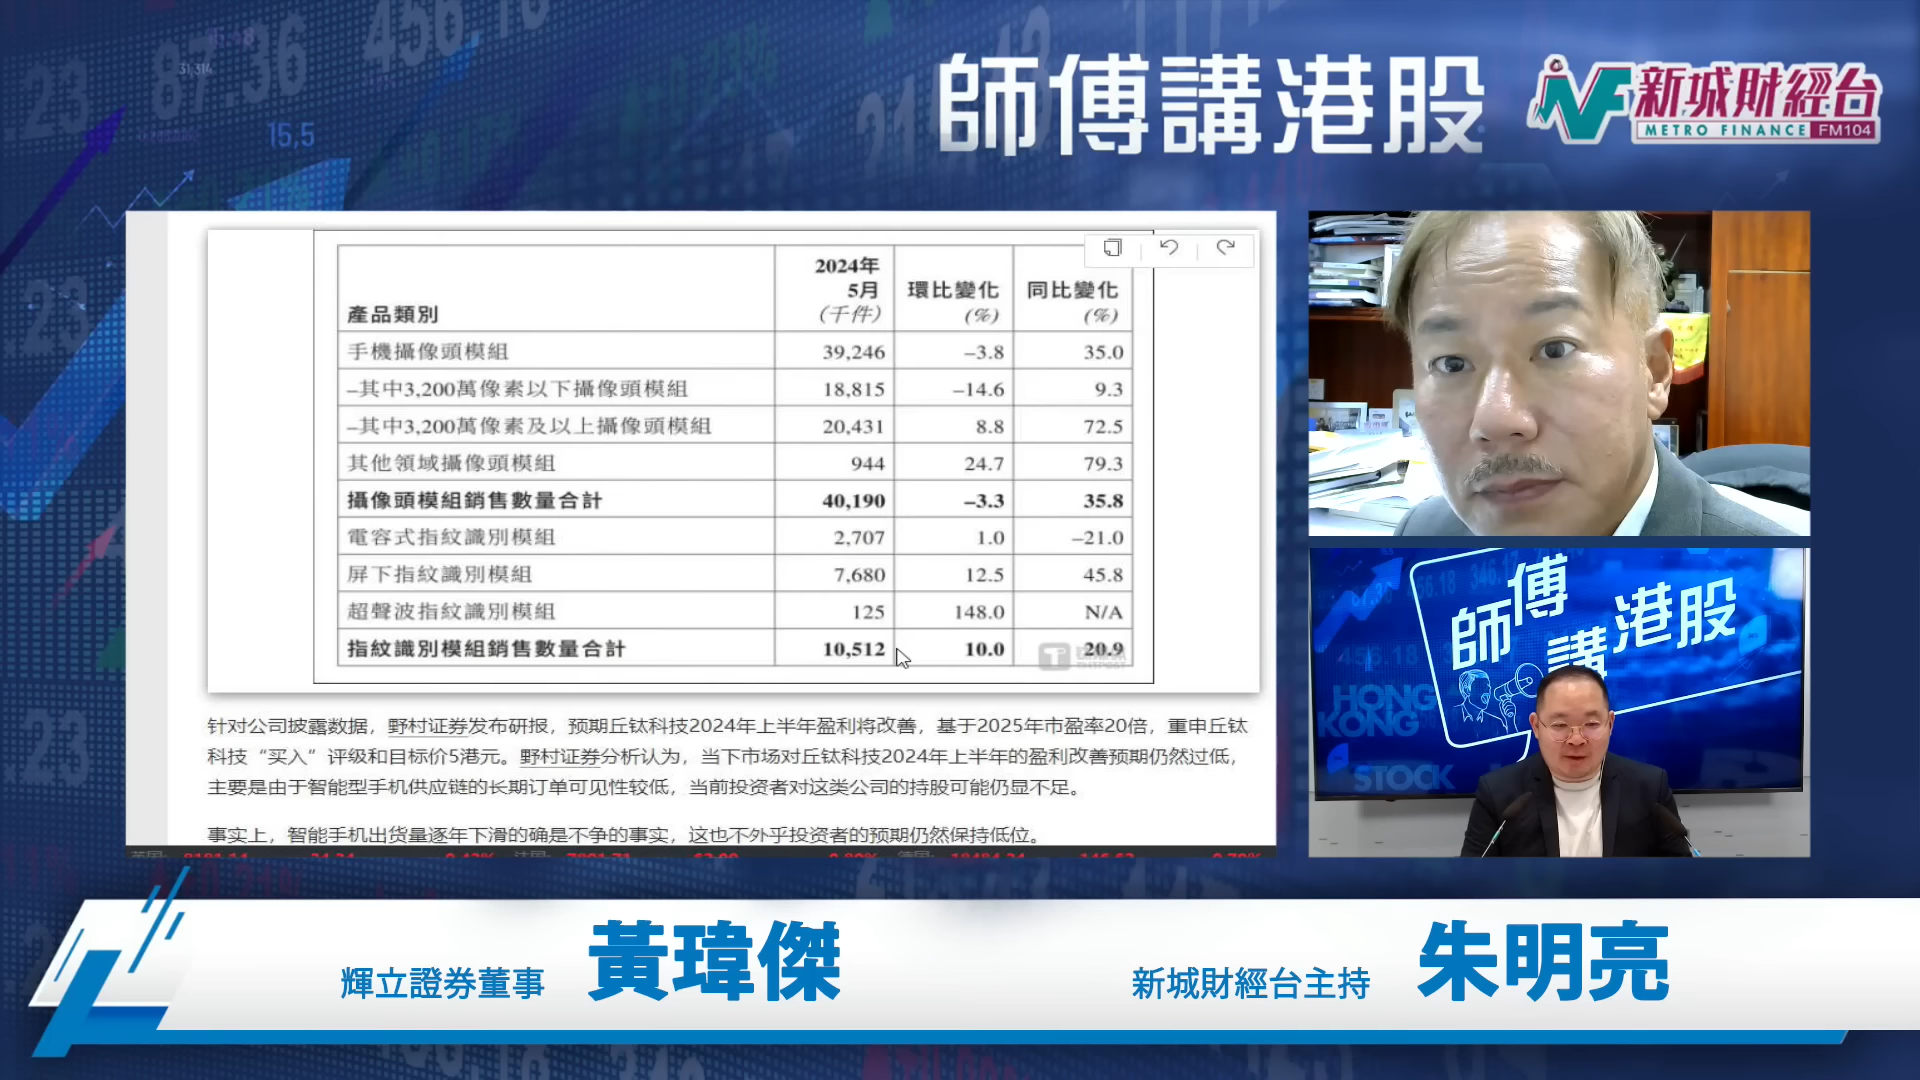 師傅講港股
新城財經台
METRO FINANCE FM104
產品類別 2024年5月（千件） 環比變化(%) 同比變化(%)
手機攝像頭模組 39,246 –3.8 35.0
–其中3,200萬像素以下攝像頭模組 18,815 –14.6 9.3
–其中3,200萬像素及以上攝像頭模組 20,431 8.8 72.5
其他領域攝像頭模組 944 24.7 79.3
攝像頭模組銷售數量合計 40,190 –3.3 35.8
電容式指紋識別模組 2,707 1.0 –21.0
屏下指紋識別模組 7,680 12.5 45.8
超聲波指紋識別模組 125 148.0 N/A
指紋識別模組銷售數量合計 10,512 10.0 20.9
针对公司披露数据，野村证券发布研报，预期丘钛科技2024年上半年盈利将改善，基于2025年市盈率20倍，重申丘钛
科技“买入”评级和目标价5港元。野村证券分析认为，当下市场对丘钛科技2024年上半年的盈利改善预期仍然过低，
主要是由于智能型手机供应链的长期订单可见性较低，当前投资者对这类公司的持股可能仍显不足。
事实上，智能手机出货量逐年下滑的确是不争的事实，这也不外乎投资者的预期仍然保持低位。
師傅
講港股
HONG
KONG
STOCK
輝立證券董事 黃瑋傑
新城財經台主持 朱明亮